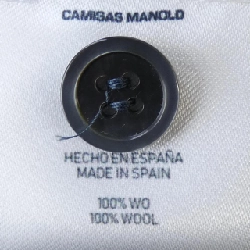 CAMISAS MANOLO
HECHO EN ESPAÑA
MADE IN SPAIN
100% WO
100% WOOL